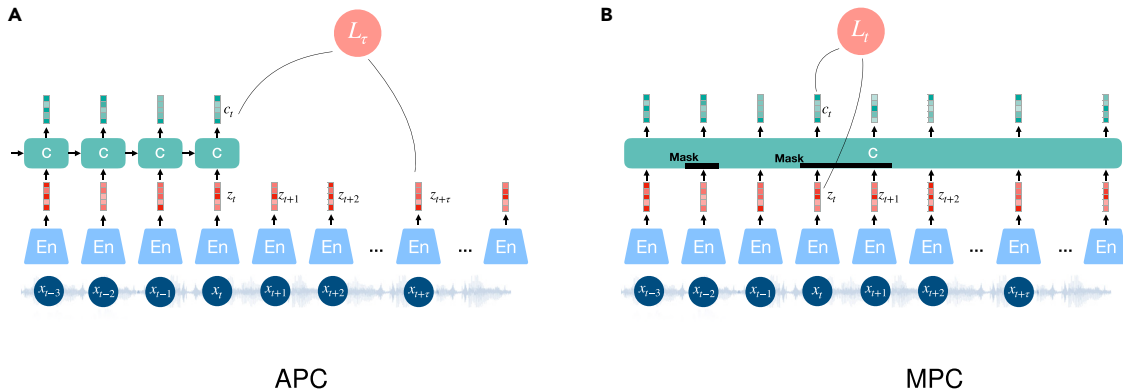 A
L_τ
c_t
C C C C
z_t z_{t+1} z_{t+2} z_{t+τ}
En En En En En En ... En ... En
x_{t−3} x_{t−2} x_{t−1} x_t x_{t+1} x_{t+2} x_{t+τ}
APC
B
L_t
c_t
C
Mask
Mask
z_t z_{t+1} z_{t+2}
En En En En En En ... En ... En
x_{t−3} x_{t−2} x_{t−1} x_t x_{t+1} x_{t+2} x_{t+τ}
MPC